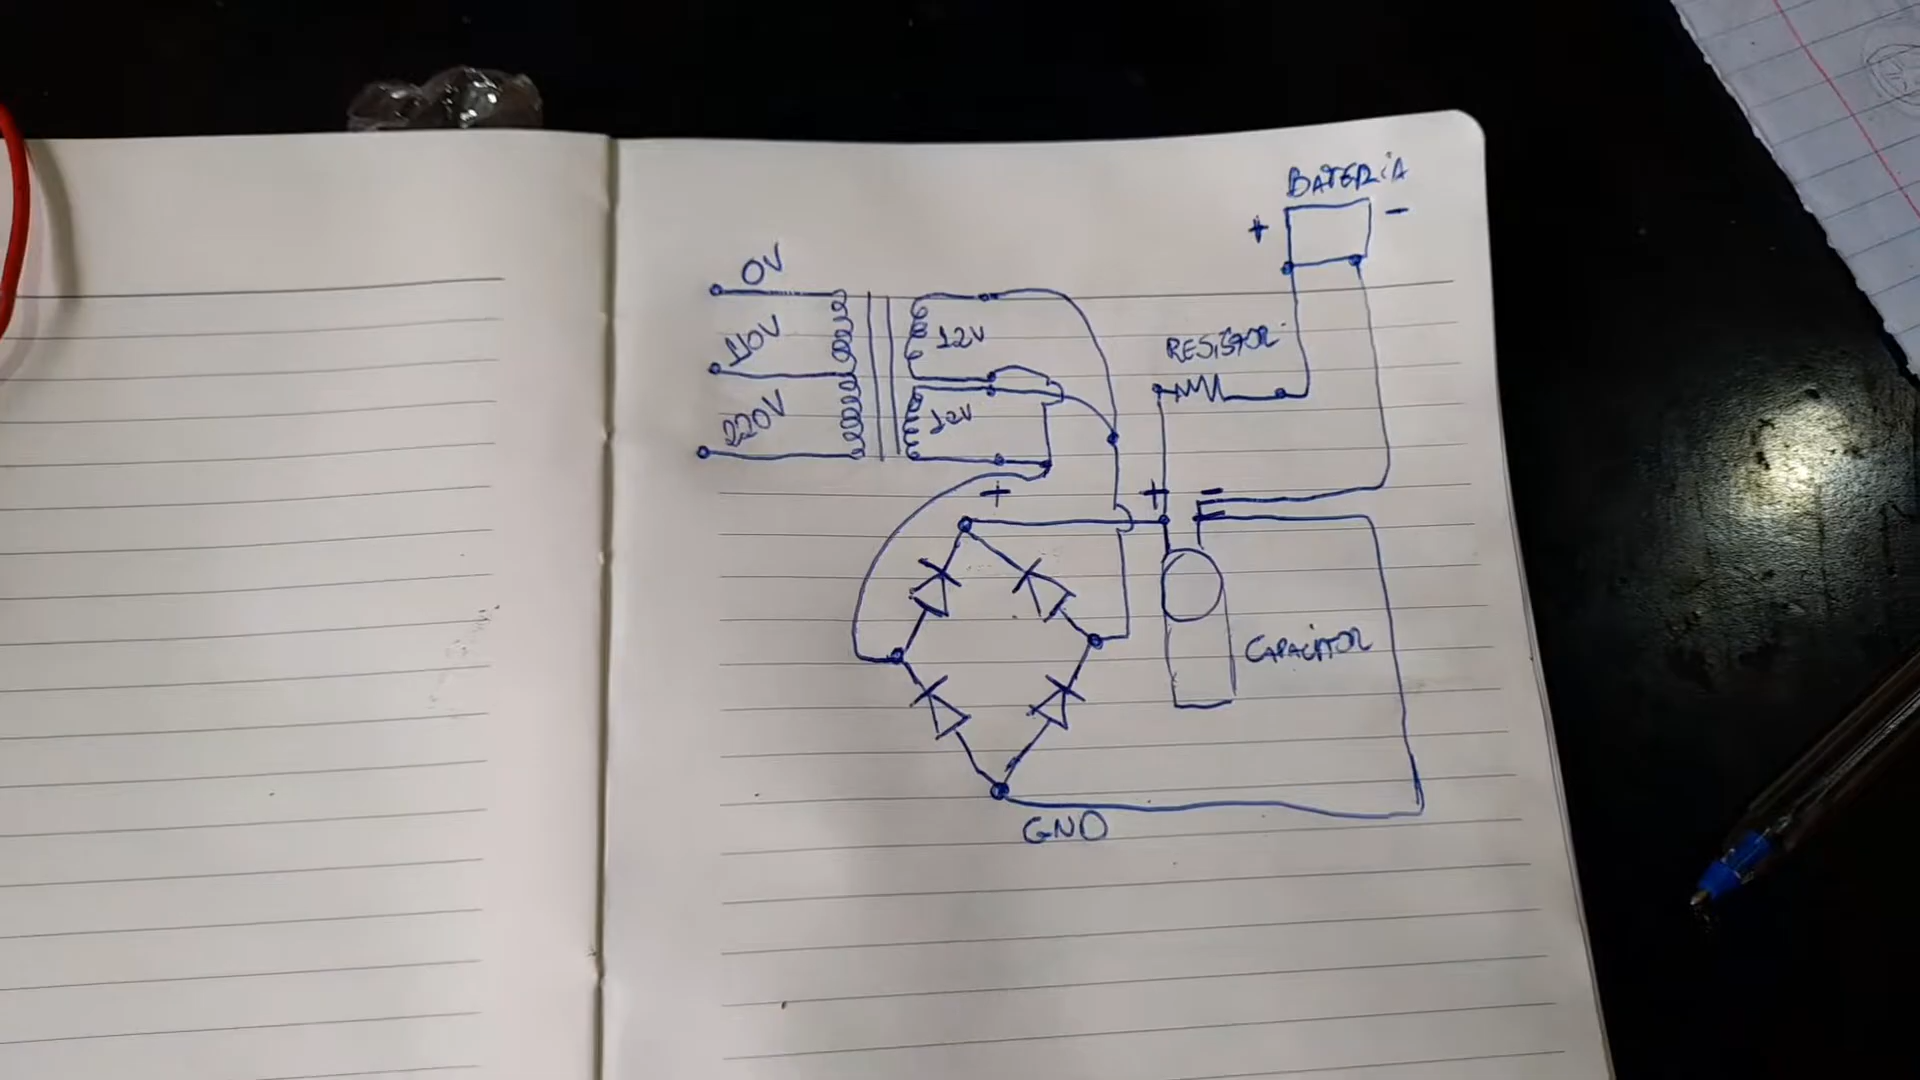 BATERIA
+ -
0V
110V
12V
RESISTOR
220V
12V
+ + -
CAPACITOR
GND